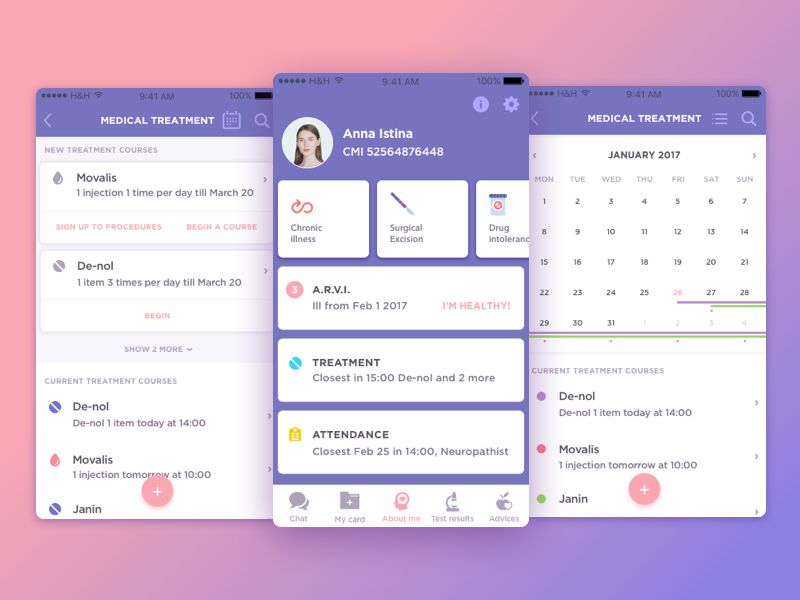 H&H 9:41 AM 100%
MEDICAL TREATMENT
NEW TREATMENT COURSES
Movalis
1 injection 1 time per day till March 20
SIGN UP TO PROCEDURES BEGIN A COURSE
De-nol
1 item 3 times per day till March 20
BEGIN
SHOW 2 MORE
CURRENT TREATMENT COURSES
De-nol
De-nol 1 item today at 14:00
Movalis
1 injection tomorrow at 10:00
Janin
+
H&H 9:41 AM 100%
Anna Istina
CMI 52564876448
Chronic
illness
Surgical
Excision
Drug
intoleranc
3 A.R.V.I.
Ill from Feb 1 2017 I'M HEALTHY!
TREATMENT
Closest in 15:00 De-nol and 2 more
ATTENDANCE
Closest Feb 25 in 14:00, Neuropathist
Chat My card About me Test results Advices
H&H 9:41 AM 100%
MEDICAL TREATMENT
JANUARY 2017
MON TUE WED THU FRI SAT SUN
1 2 3 4 5 6 7
8 9 10 11 12 13 14
15 16 17 18 19 20 21
22 23 24 25 26 27 28
29 30 31 1 2 3 4
CURRENT TREATMENT COURSES
De-nol
De-nol 1 item today at 14:00
Movalis
1 injection tomorrow at 10:00
Janin
+